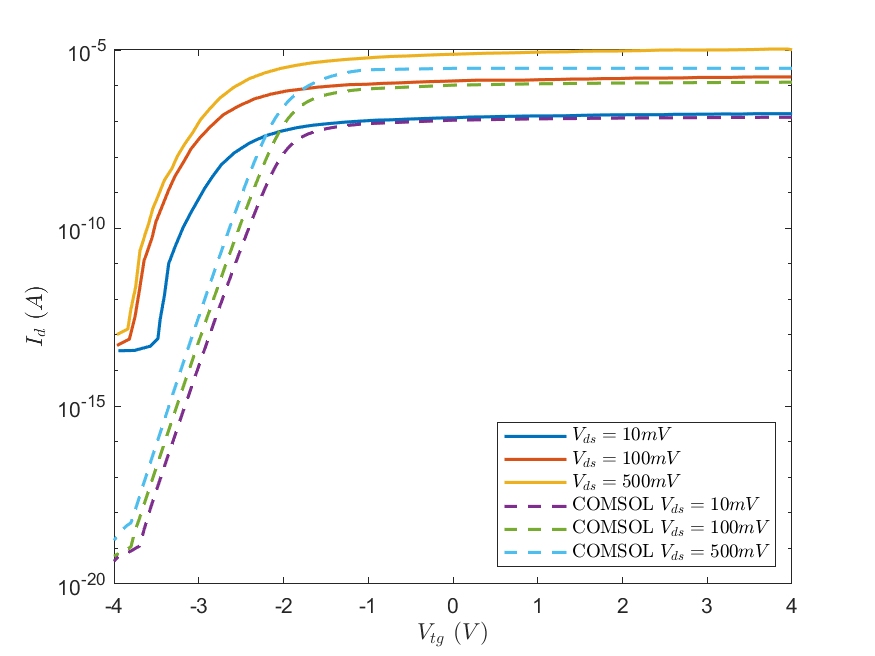 10^-5
10^-10
10^-15
10^-20
I_d (A)
-4 -3 -2 -1 0 1 2 3 4
V_tg (V)
V_ds = 10mV
V_ds = 100mV
V_ds = 500mV
COMSOL V_ds = 10mV
COMSOL V_ds = 100mV
COMSOL V_ds = 500mV